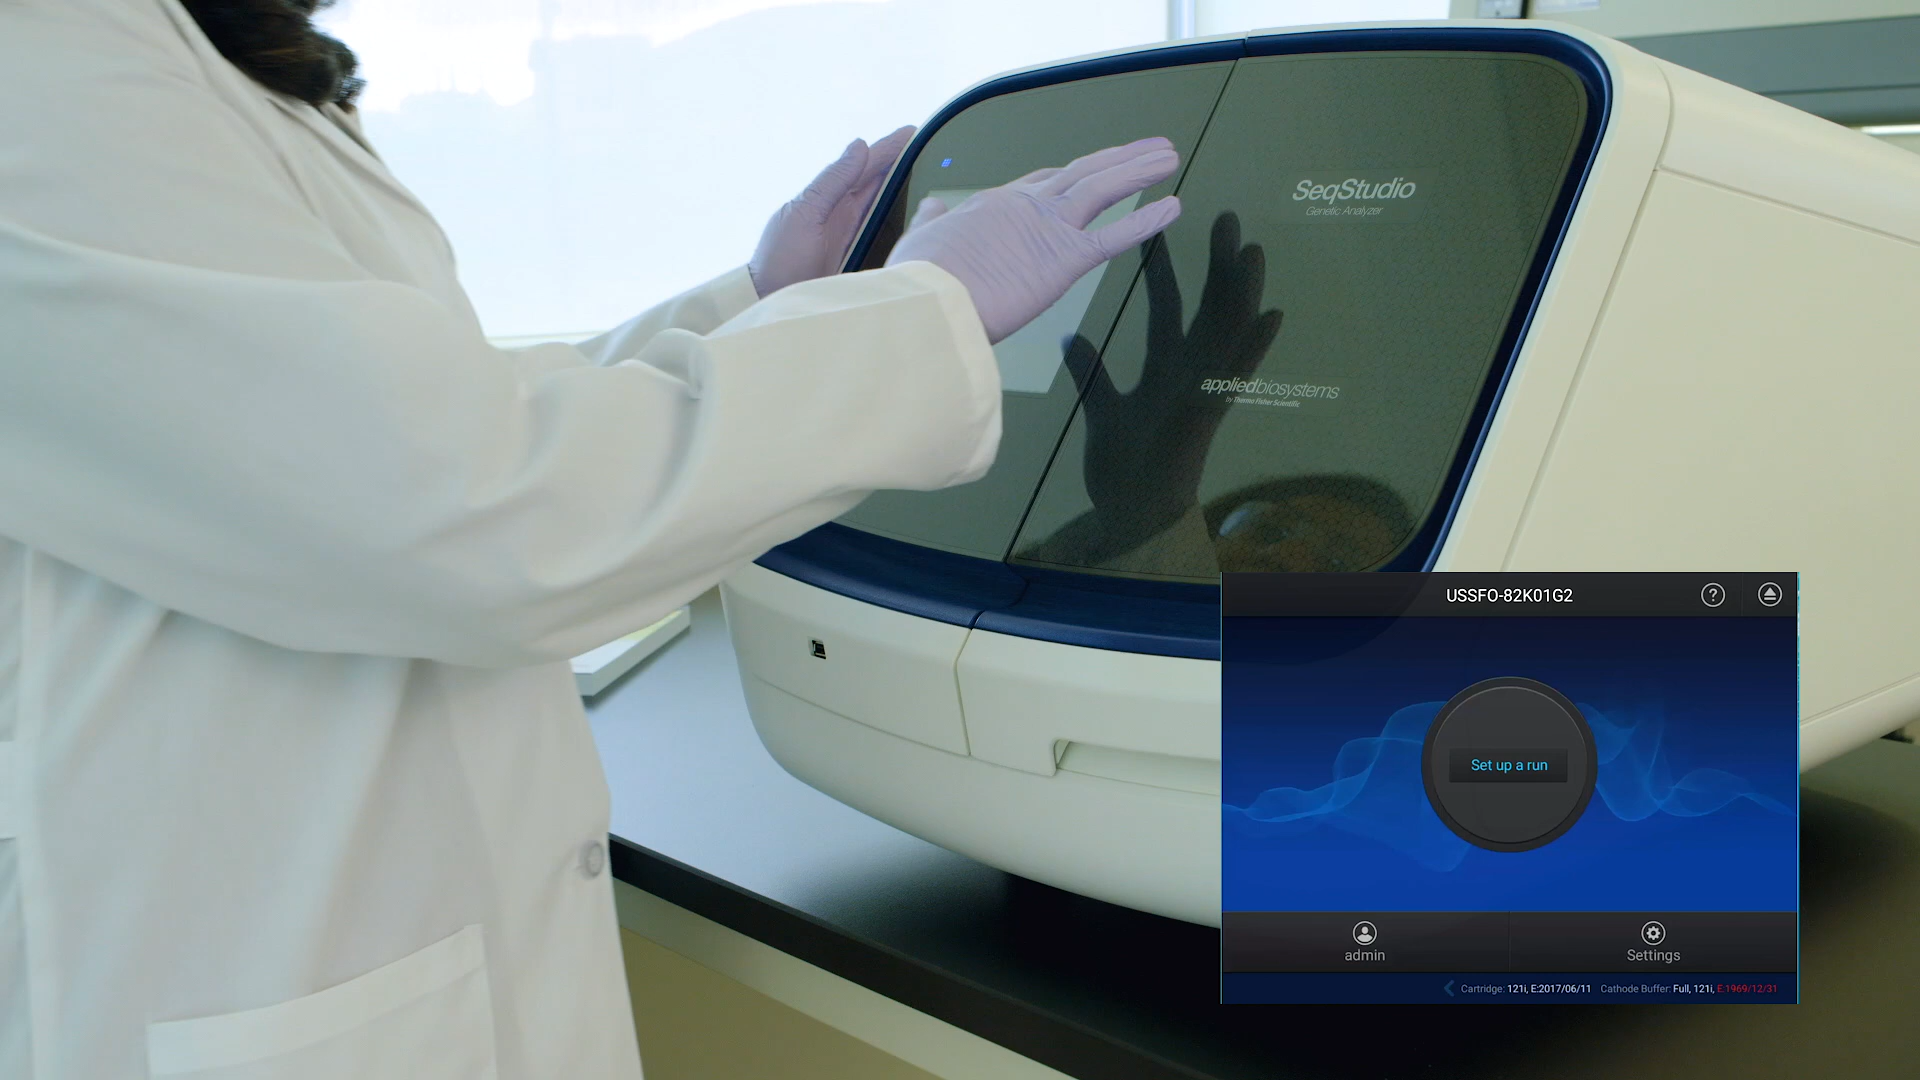 SeqStudio
Genetic Analyzer
appliedbiosystems
by Thermo Fisher Scientific
USSFO-82K01G2
?
Set up a run
admin
Settings
Cartridge: 121i, E:2017/06/11 Cathode Buffer: Full, 121i, E:1969/12/31